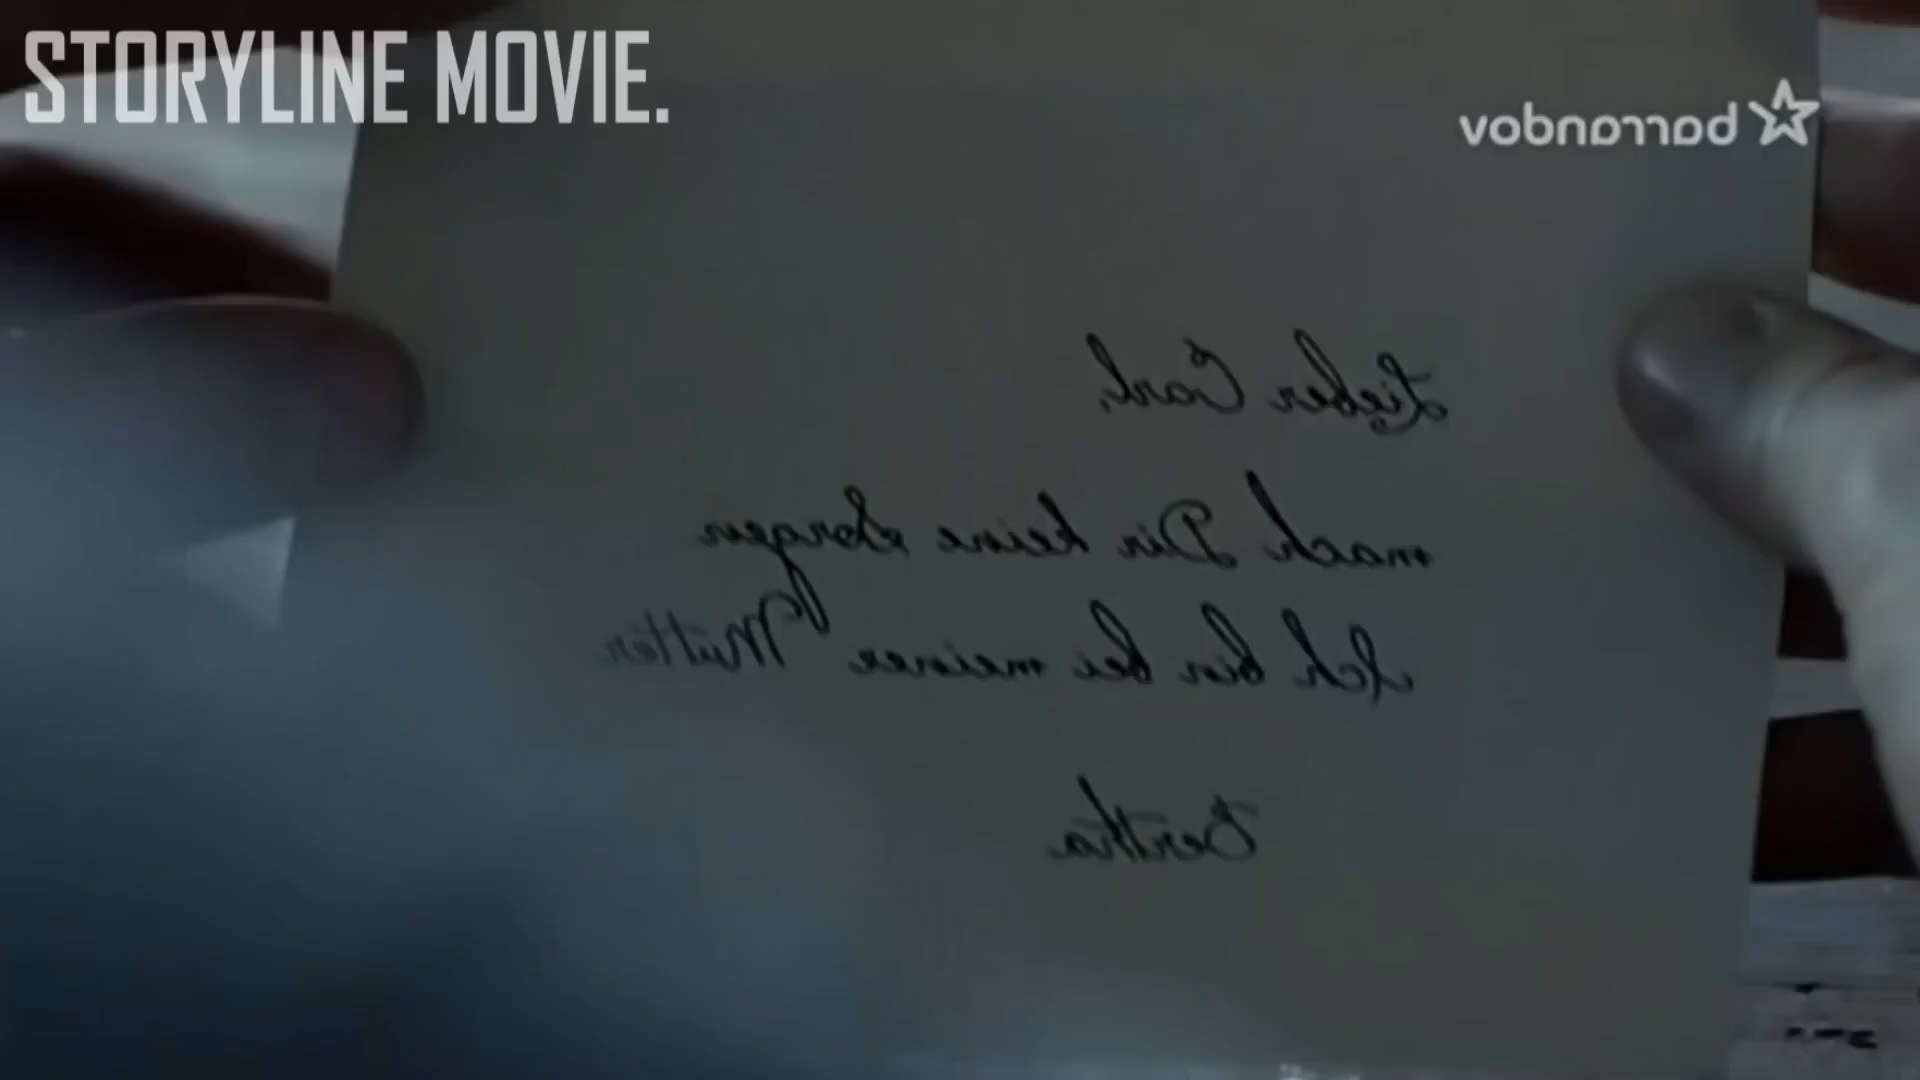 STORYLINE MOVIE.
barrandov
Lieber Carl,
mach Dir keine Sorgen
Ich bin bei meiner Mutter
Bertha